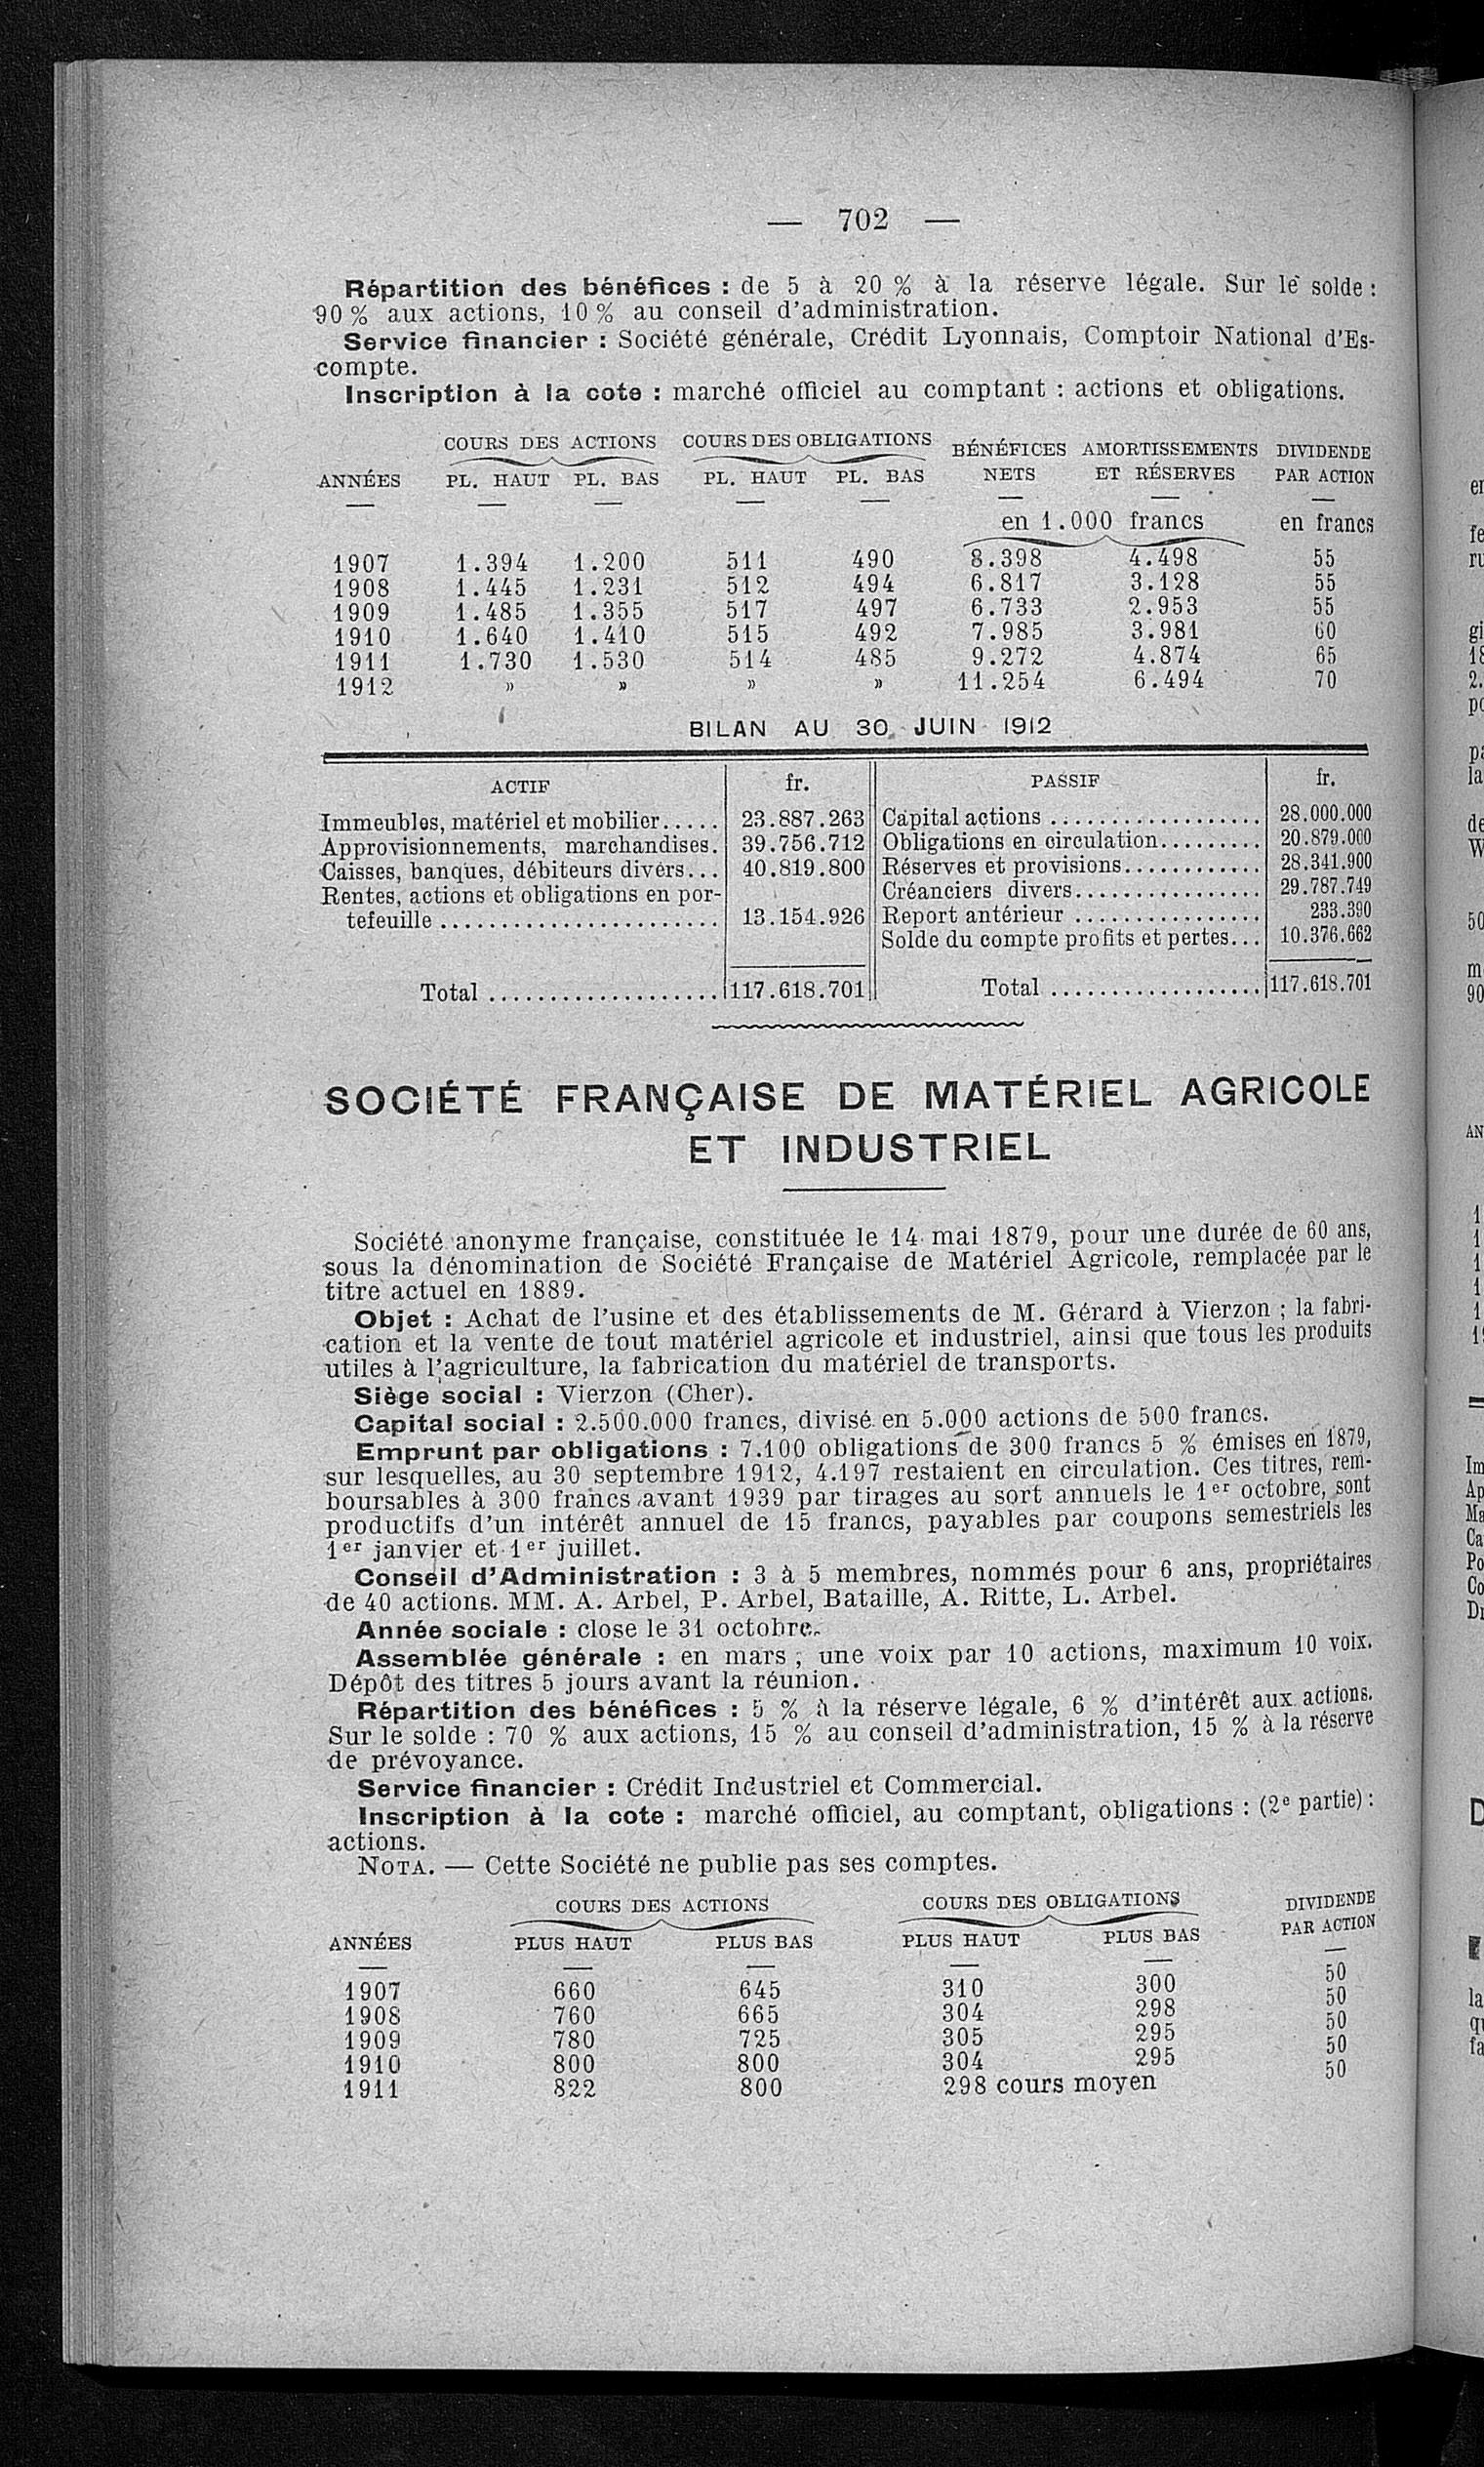 — 702 —
Répartition des bénéfices : de 5 à 20 % à la réserve légale. Sur le solde :
90 % aux actions, 10 % au conseil d'administration.
Service financier : Société générale, Crédit Lyonnais, Comptoir National d'Es-
compte.
Inscription à la cote : marché officiel au comptant : actions et obligations.
COURS DES ACTIONS COURS DES OBLIGATIONS BÉNÉFICES AMORTISSEMENTS DIVIDENDE
ANNÉES PL. HAUT PL. BAS PL. HAUT PL. BAS NETS ET RÉSERVES PAR ACTION
en 1.000 francs en francs
1907 1.394 1.200 511 490 8.398 4.498 55
1908 1.445 1.231 512 494 6.817 3.128 55
1909 1.485 1.355 517 497 6.733 2.953 55
1910 1.640 1.410 515 492 7.985 3.981 60
1911 1.730 1.530 514 485 9.272 4.874 65
1912 » » » » 11.254 6.494 70
BILAN AU 30 JUIN 1912
ACTIF fr. PASSIF fr.
Immeubles, matériel et mobilier..... 23.887.263 Capital actions .................. 28.000.000
Approvisionnements, marchandises. 39.756.712 Obligations en circulation......... 20.879.000
Caisses, banques, débiteurs divers... 40.819.800 Réserves et provisions............ 28.341.900
Rentes, actions et obligations en por- Créanciers divers................ 29.787.749
tefeuille ....................... 13.154.926 Report antérieur ................ 233.390
Solde du compte profits et pertes... 10.376.662
Total ................... 117.618.701 Total .................. 117.618.701
SOCIÉTÉ FRANÇAISE DE MATÉRIEL AGRICOLE
ET INDUSTRIEL
Société anonyme française, constituée le 14 mai 1879, pour une durée de 60 ans,
sous la dénomination de Société Française de Matériel Agricole, remplacée par le
titre actuel en 1889.
Objet : Achat de l'usine et des établissements de M. Gérard à Vierzon ; la fabri-
cation et la vente de tout matériel agricole et industriel, ainsi que tous les produits
utiles à l'agriculture, la fabrication du matériel de transports.
Siège social : Vierzon (Cher).
Capital social : 2.500.000 francs, divisé en 5.000 actions de 500 francs.
Emprunt par obligations : 7.100 obligations de 300 francs 5 % émises en 1879,
sur lesquelles, au 30 septembre 1912, 4.197 restaient en circulation. Ces titres, rem-
boursables à 300 francs avant 1939 par tirages au sort annuels le 1er octobre, sont
productifs d'un intérêt annuel de 15 francs, payables par coupons semestriels les
1er janvier et 1er juillet.
Conseil d'Administration : 3 à 5 membres, nommés pour 6 ans, propriétaires
de 40 actions. MM. A. Arbel, P. Arbel, Bataille, A. Ritte, L. Arbel.
Année sociale : close le 31 octobre.
Assemblée générale : en mars ; une voix par 10 actions, maximum 10 voix.
Dépôt des titres 5 jours avant la réunion.
Répartition des bénéfices : 5 % à la réserve légale, 6 % d'intérêt aux actions.
Sur le solde : 70 % aux actions, 15 % au conseil d'administration, 15 % à la réserve
de prévoyance.
Service financier : Crédit Industriel et Commercial.
Inscription à la cote : marché officiel, au comptant, obligations : (2e partie) :
actions.
NOTA. — Cette Société ne publie pas ses comptes.
COURS DES ACTIONS COURS DES OBLIGATIONS DIVIDENDE
ANNÉES PLUS HAUT PLUS BAS PLUS HAUT PLUS BAS PAR ACTION
1907 660 645 310 300 50
1908 760 665 304 298 50
1909 780 725 305 295 50
1910 800 800 304 295 50
1911 822 800 298 cours moyen 50